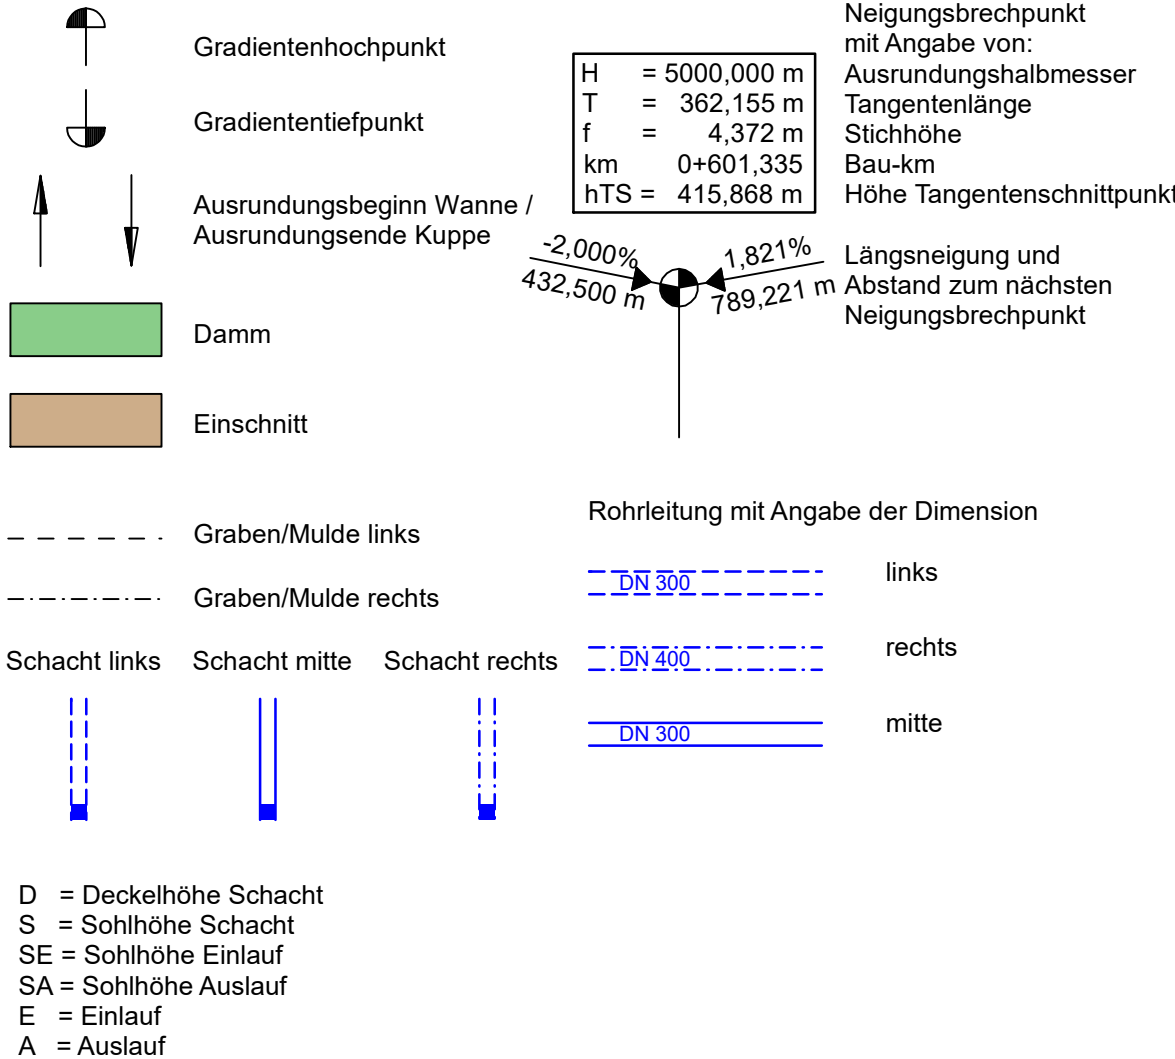 Gradientenhochpunkt
Gradiententiefpunkt
Ausrundungsbeginn Wanne /
Ausrundungsende Kuppe
Damm
Einschnitt
Graben/Mulde links
Graben/Mulde rechts
Schacht links
Schacht mitte
Schacht rechts
D = Deckelhöhe Schacht
S = Sohlhöhe Schacht
SE = Sohlhöhe Einlauf
SA = Sohlhöhe Auslauf
E = Einlauf
A = Auslauf
H = 5000,000 m
T = 362,155 m
f = 4,372 m
km 0+601,335
hTS = 415,868 m
Neigungsbrechpunkt
mit Angabe von:
Ausrundungshalbmesser
Tangentenlänge
Stichhöhe
Bau-km
Höhe Tangentenschnittpunkt
-2,000%
432,500 m
1,821%
789,221 m
Längsneigung und
Abstand zum nächsten
Neigungsbrechpunkt
Rohrleitung mit Angabe der Dimension
DN 300
links
DN 400
rechts
DN 300
mitte